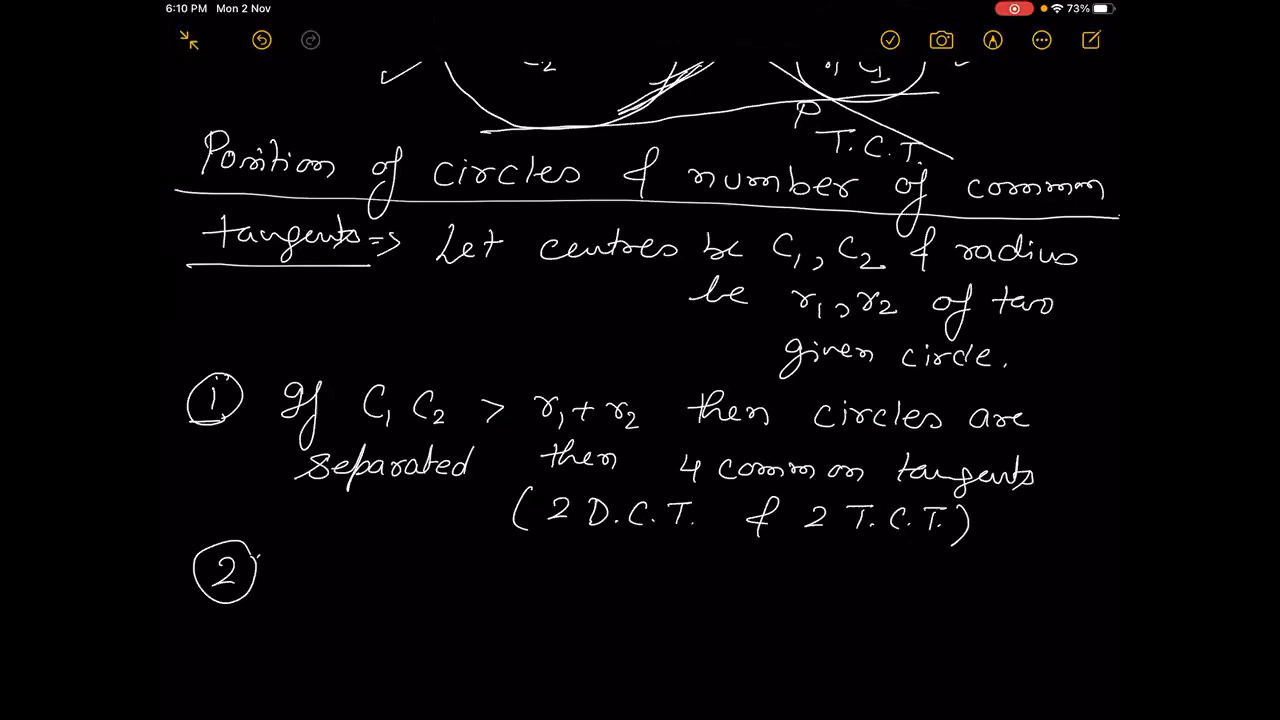 6:10 PM Mon 2 Nov
73%
P
T.C.T.
Position of circles & number of common
tangents => Let centres be C₁, C₂ & radius
be r₁, r₂ of two
given circle.
① If C₁ C₂ > r₁ + r₂ then circles are
separated then 4 common tangents
(2 D.C.T. & 2 T.C.T.)
②